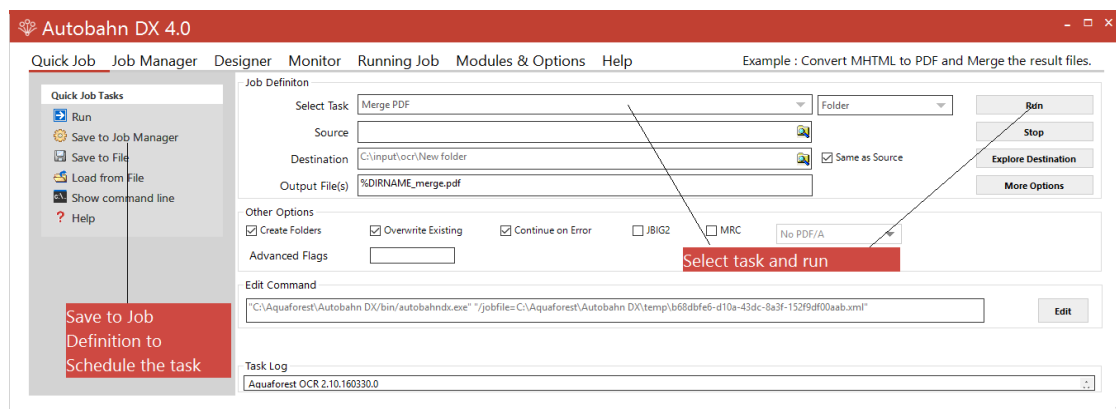 Autobahn DX 4.0
Quick Job Job Manager Designer Monitor Running Job Modules & Options Help Example : Convert MHTML to PDF and Merge the result files.
Quick Job Tasks
Run
Save to Job Manager
Save to File
Load from File
Show command line
Help
Save to Job
Definition to
Schedule the task
Job Definiton
Select Task Merge PDF Folder Run
Source Stop
Destination C:\input\ocr\New folder Same as Source Explore Destination
Output File(s) %DIRNAME_merge.pdf More Options
Other Options
Create Folders Overwrite Existing Continue on Error JBIG2 MRC No PDF/A
Advanced Flags
Select task and run
Edit Command
"C:\Aquaforest\Autobahn DX/bin/autobahndx.exe" "/jobfile=C:\Aquaforest\Autobahn DX\temp\b68dbfe6-d10a-43dc-8a3f-152f9df00aab.xml" Edit
Task Log
Aquaforest OCR 2.10.160330.0